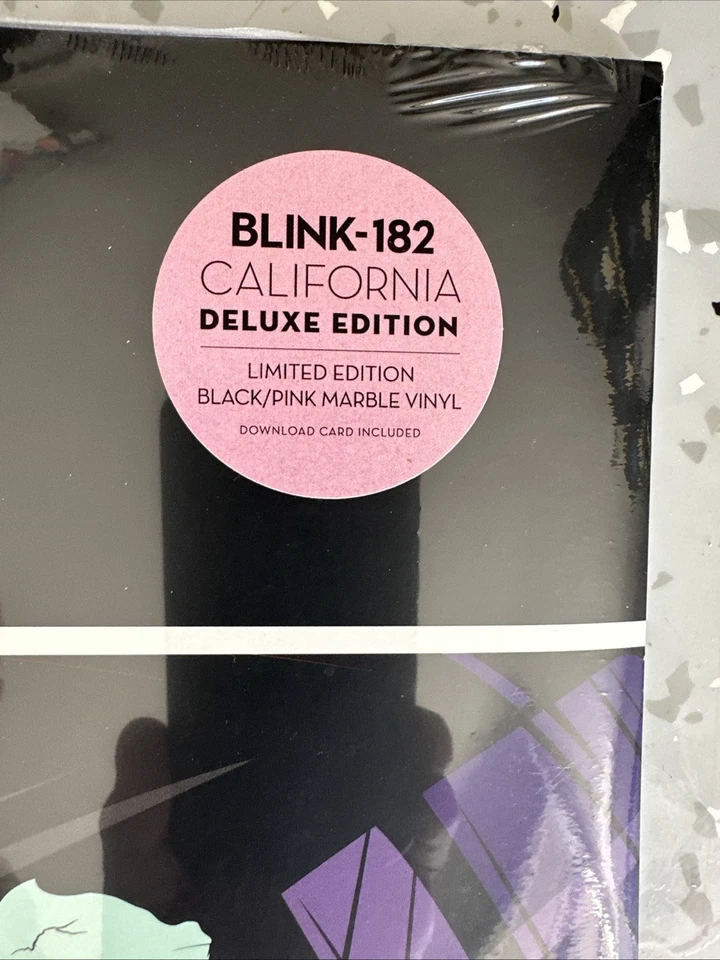 BLINK-182
CALIFORNIA
DELUXE EDITION
LIMITED EDITION
BLACK/PINK MARBLE VINYL
DOWNLOAD CARD INCLUDED